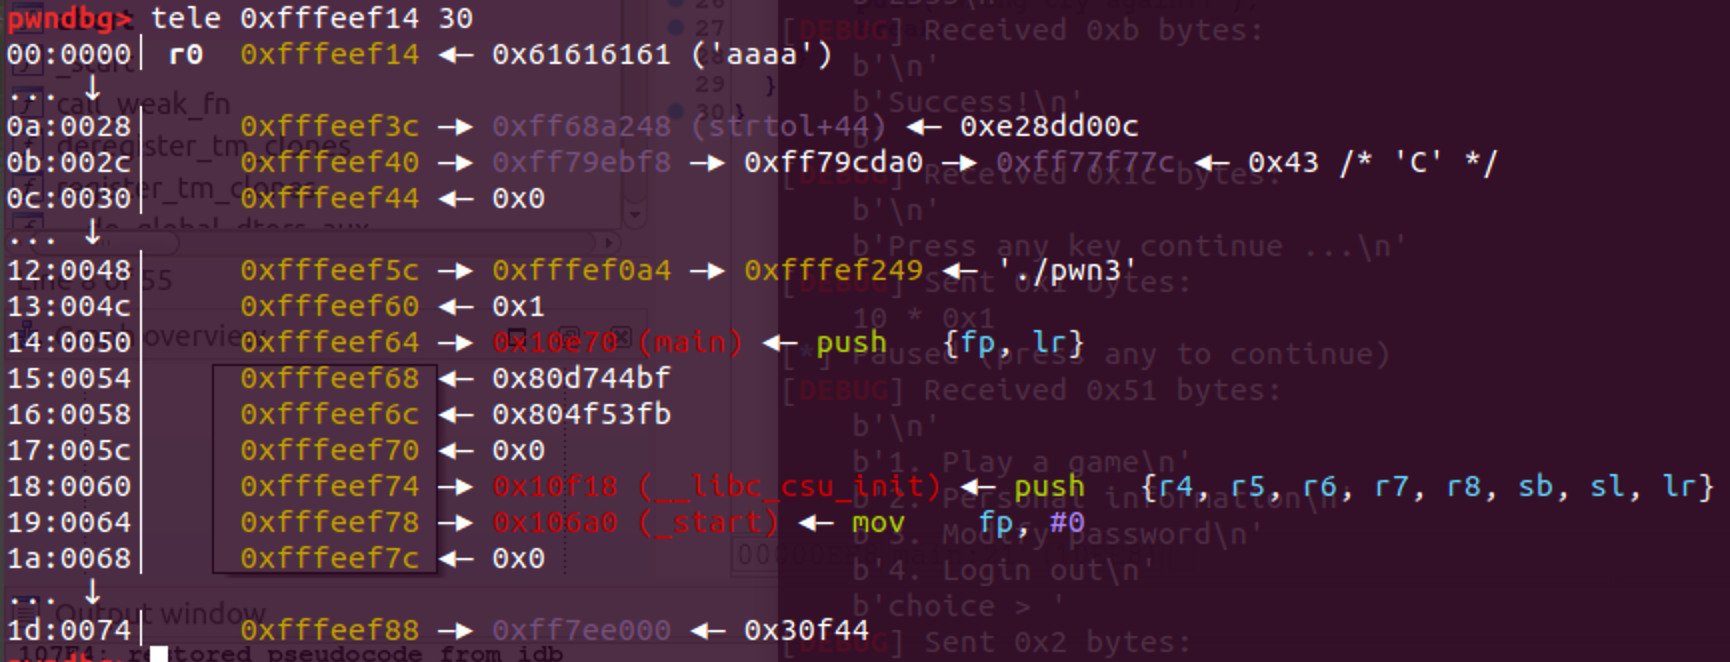 pwndbg> tele 0xfffeef14 30
00:0000│ r0 0xfffeef14 ◂— 0x61616161 ('aaaa')
... ↓
0a:0028│ 0xfffeef3c —▸ 0xff68a248 (strtol+44) ◂— 0xe28dd00c
0b:002c│ 0xfffeef40 —▸ 0xff79ebf8 —▸ 0xff79cda0 —▸ 0xff77f77c ◂— 0x43 /* 'C' */
0c:0030│ 0xfffeef44 ◂— 0x0
... ↓
12:0048│ 0xfffeef5c —▸ 0xfffef0a4 —▸ 0xfffef249 ◂— './pwn3'
13:004c│ 0xfffeef60 ◂— 0x1
14:0050│ 0xfffeef64 —▸ 0x10e70 (main) ◂— push {fp, lr}
15:0054│ 0xfffeef68 ◂— 0x80d744bf
16:0058│ 0xfffeef6c ◂— 0x804f53fb
17:005c│ 0xfffeef70 ◂— 0x0
18:0060│ 0xfffeef74 —▸ 0x10f18 (__libc_csu_init) ◂— push {r4, r5, r6, r7, r8, sb, sl, lr}
19:0064│ 0xfffeef78 —▸ 0x106a0 (_start) ◂— mov fp, #0
1a:0068│ 0xfffeef7c ◂— 0x0
... ↓
1d:0074│ 0xfffeef88 —▸ 0xff7ee000 ◂— 0x30f44
27
28
29 }
30 }
_start
call_weak_fn
deregister_tm_clones
register_tm_clones
Graph overview
Output window
restored pseudocode from idb
[DEBUG] Received 0xb bytes:
b'\n'
b'Success!\n'
[DEBUG] Received 0x1c bytes:
b'\n'
b'Press any key continue ...\n'
[DEBUG] Sent 0x1 bytes:
10 * 0x1
[*] Paused (press any to continue)
[DEBUG] Received 0x51 bytes:
b'\n'
b'1. Play a game\n'
b'2. Personal information\n'
b'3. Modify password\n'
b'4. Login out\n'
b'choice > '
[DEBUG] Sent 0x2 bytes: